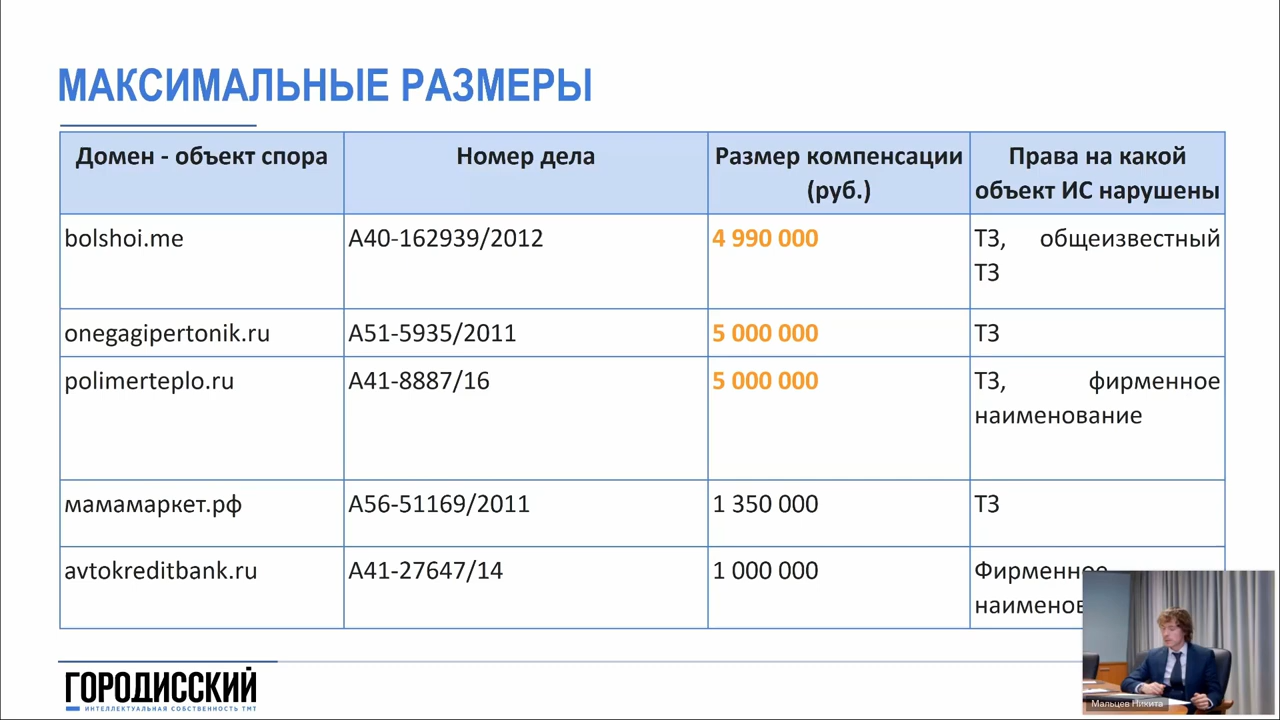 МАКСИМАЛЬНЫЕ РАЗМЕРЫ
Домен - объект спора
Номер дела
Размер компенсации
(руб.)
Права на какой
объект ИС нарушены
bolshoi.me
А40-162939/2012
4 990 000
ТЗ, общеизвестный
ТЗ
onegagipertonik.ru
А51-5935/2011
5 000 000
ТЗ
polimerteplo.ru
А41-8887/16
5 000 000
ТЗ, фирменное
наименование
мамамаркет.рф
А56-51169/2011
1 350 000
ТЗ
avtokreditbank.ru
А41-27647/14
1 000 000
Фирменное
ГОРОДИССКИЙ
ИНТЕЛЛЕКТУАЛЬНАЯ СОБСТВЕННОСТЬ ТМТ
Мальцев Никита